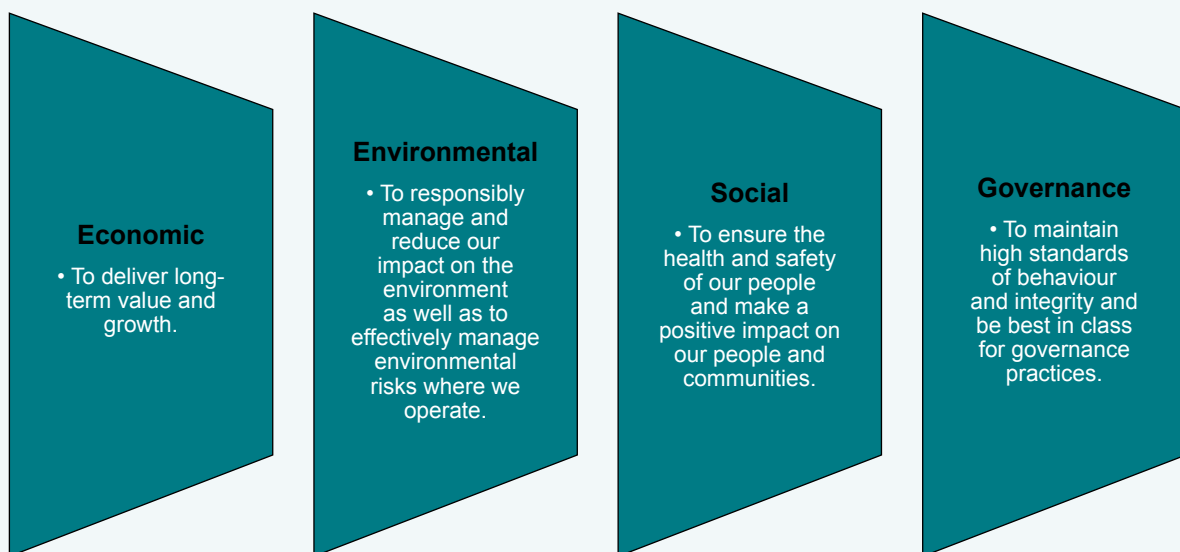 Economic
• To deliver long-
term value and
growth.
Environmental
• To responsibly
manage and
reduce our
impact on the
environment
as well as to
effectively manage
environmental
risks where we
operate.
Social
• To ensure the
health and safety
of our people
and make a
positive impact on
our people and
communities.
Governance
• To maintain
high standards
of behaviour
and integrity and
be best in class
for governance
practices.